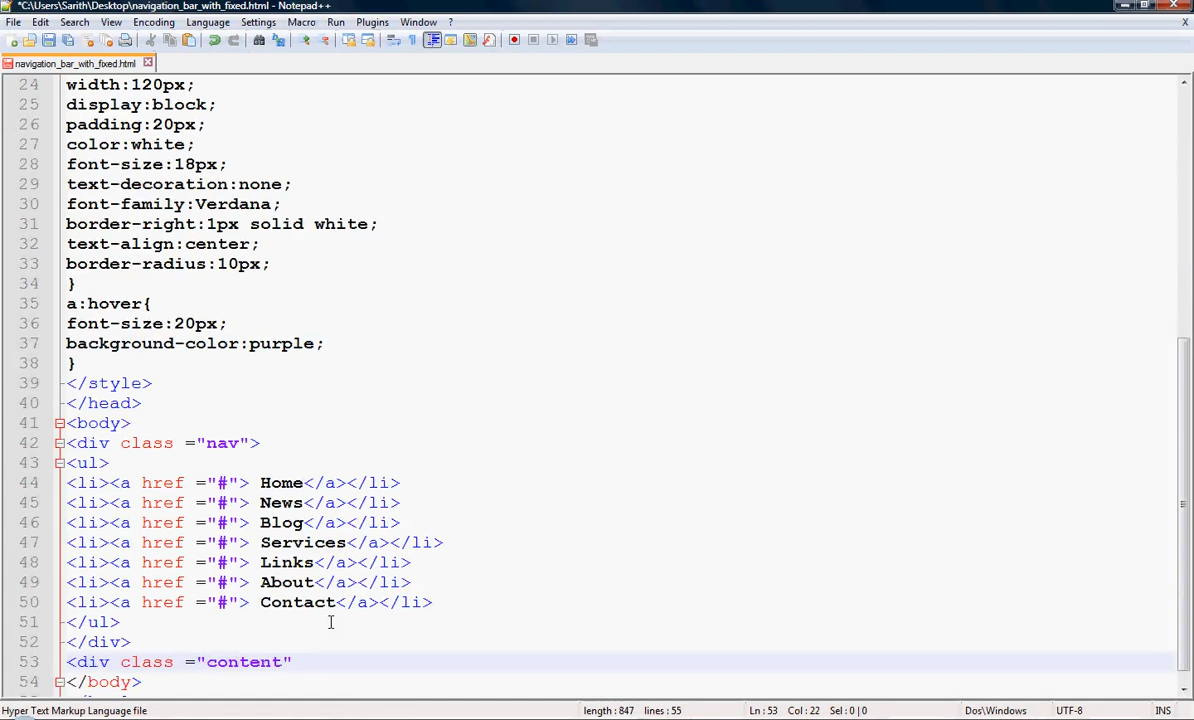 *C:\Users\Sarith\Desktop\navigation_bar_with_fixed.html - Notepad++
File Edit Search View Encoding Language Settings Macro Run Plugins Window ? X
navigation_bar_with_fixed.html
24 width:120px;
25 display:block;
26 padding:20px;
27 color:white;
28 font-size:18px;
29 text-decoration:none;
30 font-family:Verdana;
31 border-right:1px solid white;
32 text-align:center;
33 border-radius:10px;
34 }
35 a:hover{
36 font-size:20px;
37 background-color:purple;
38 }
39 </style>
40 </head>
41 <body>
42 <div class ="nav">
43 <ul>
44 <li><a href ="#"> Home</a></li>
45 <li><a href ="#"> News</a></li>
46 <li><a href ="#"> Blog</a></li>
47 <li><a href ="#"> Services</a></li>
48 <li><a href ="#"> Links</a></li>
49 <li><a href ="#"> About</a></li>
50 <li><a href ="#"> Contact</a></li>
51 </ul>
52 </div>
53 <div class ="content"
54 </body>
Hyper Text Markup Language file length : 847 lines : 55 Ln : 53 Col : 22 Sel : 0 | 0 Dos\Windows UTF-8 INS